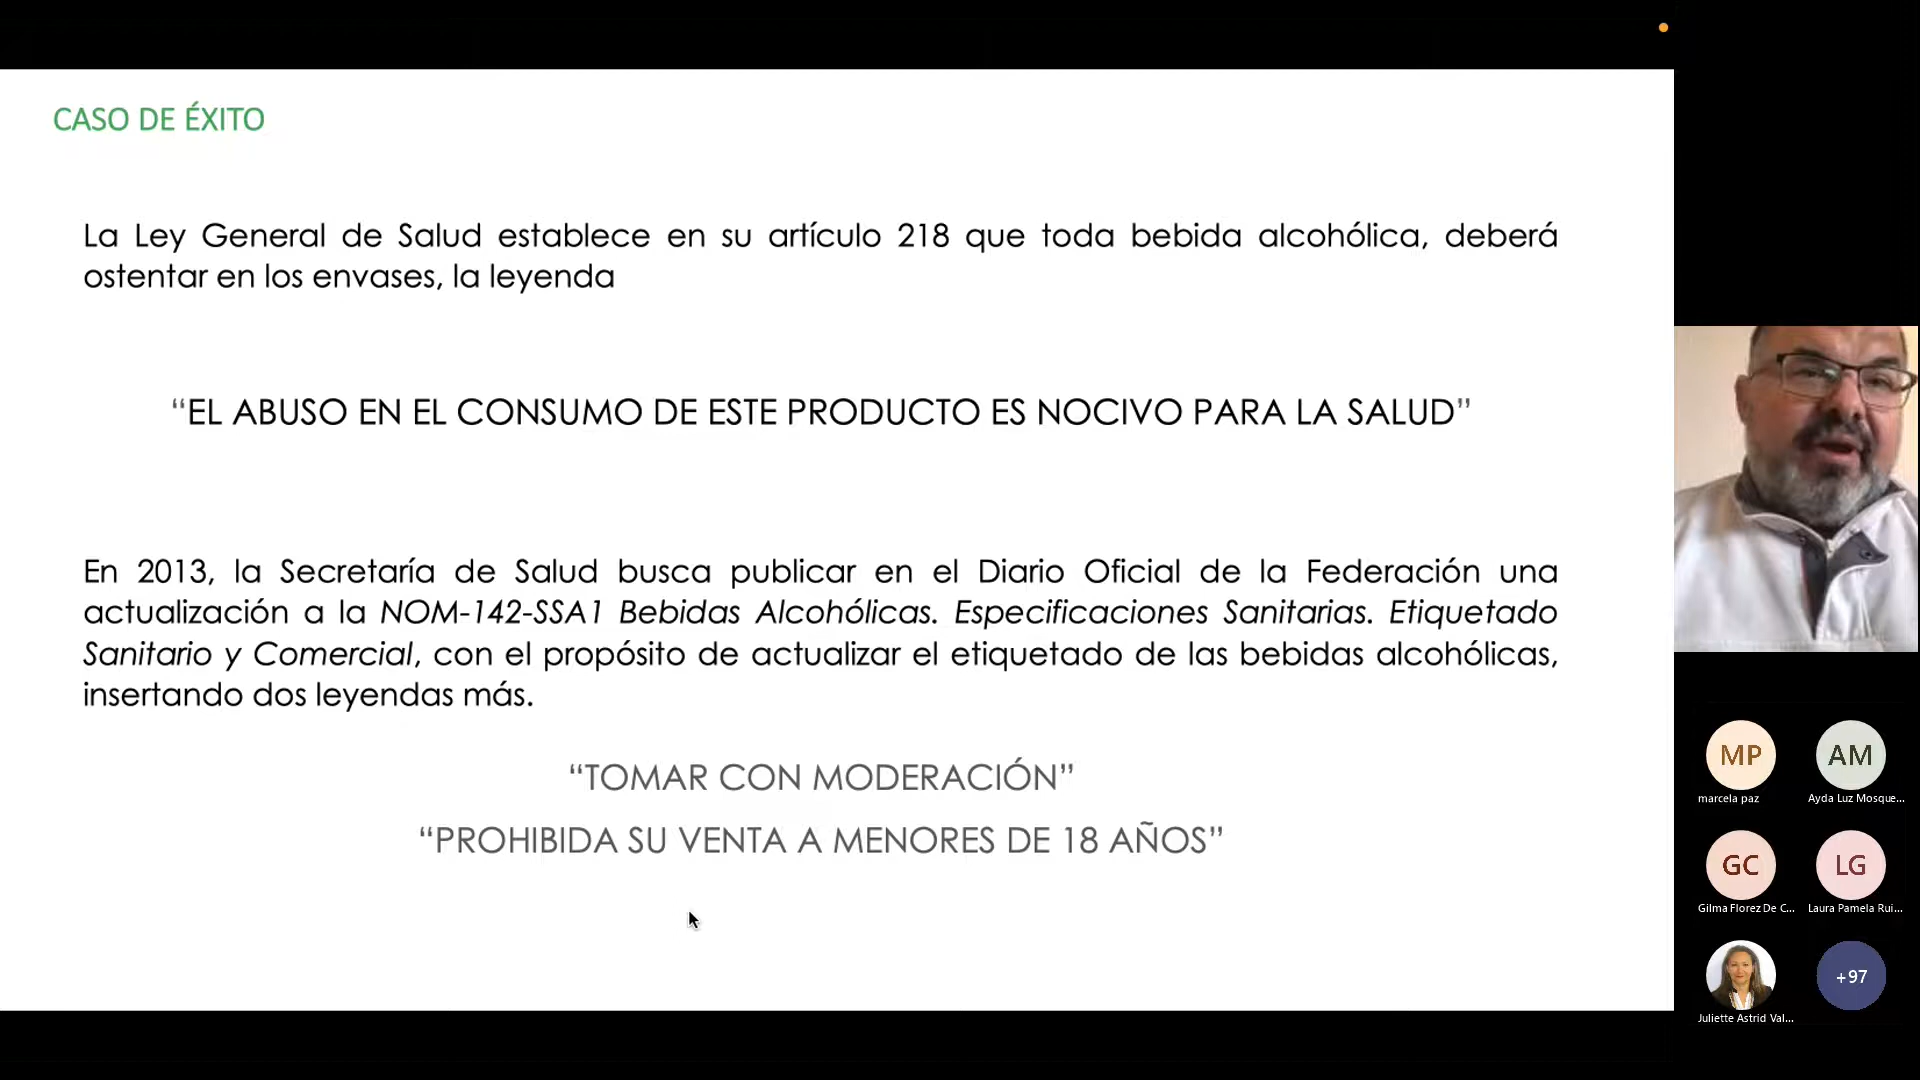 CASO DE ÉXITO
La Ley General de Salud establece en su artículo 218 que toda bebida alcohólica, deberá
ostentar en los envases, la leyenda
“EL ABUSO EN EL CONSUMO DE ESTE PRODUCTO ES NOCIVO PARA LA SALUD”
En 2013, la Secretaría de Salud busca publicar en el Diario Oficial de la Federación una
actualización a la NOM-142-SSA1 Bebidas Alcohólicas. Especificaciones Sanitarias. Etiquetado
Sanitario y Comercial, con el propósito de actualizar el etiquetado de las bebidas alcohólicas,
insertando dos leyendas más.
“TOMAR CON MODERACIÓN”
“PROHIBIDA SU VENTA A MENORES DE 18 AÑOS”
MP
marcela paz
AM
Ayda Luz Mosque...
GC
Gilma Florez De C...
LG
Laura Pamela Rui...
Juliette Astrid Val...
+97